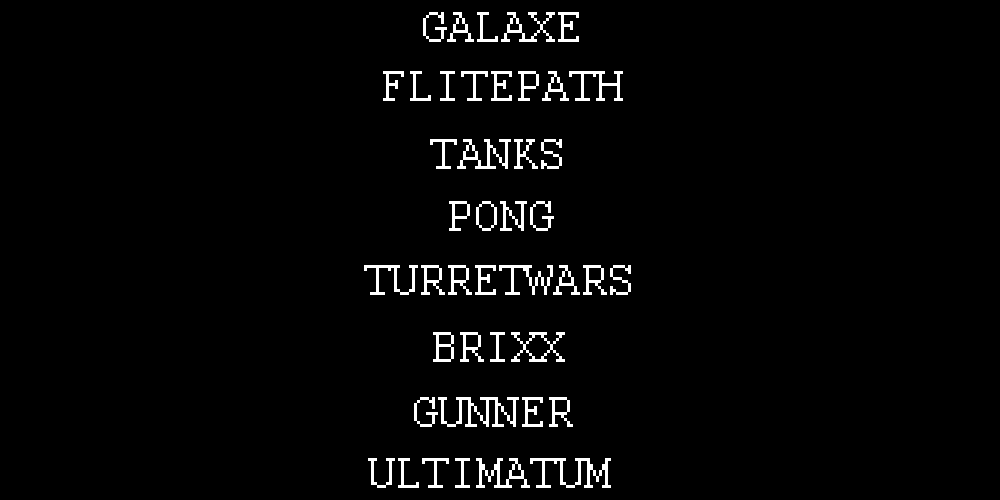 GALAXE
FLITEPATH
TANKS
PONG
TURRETWARS
BRIXX
GUNNER
ULTIMATUM